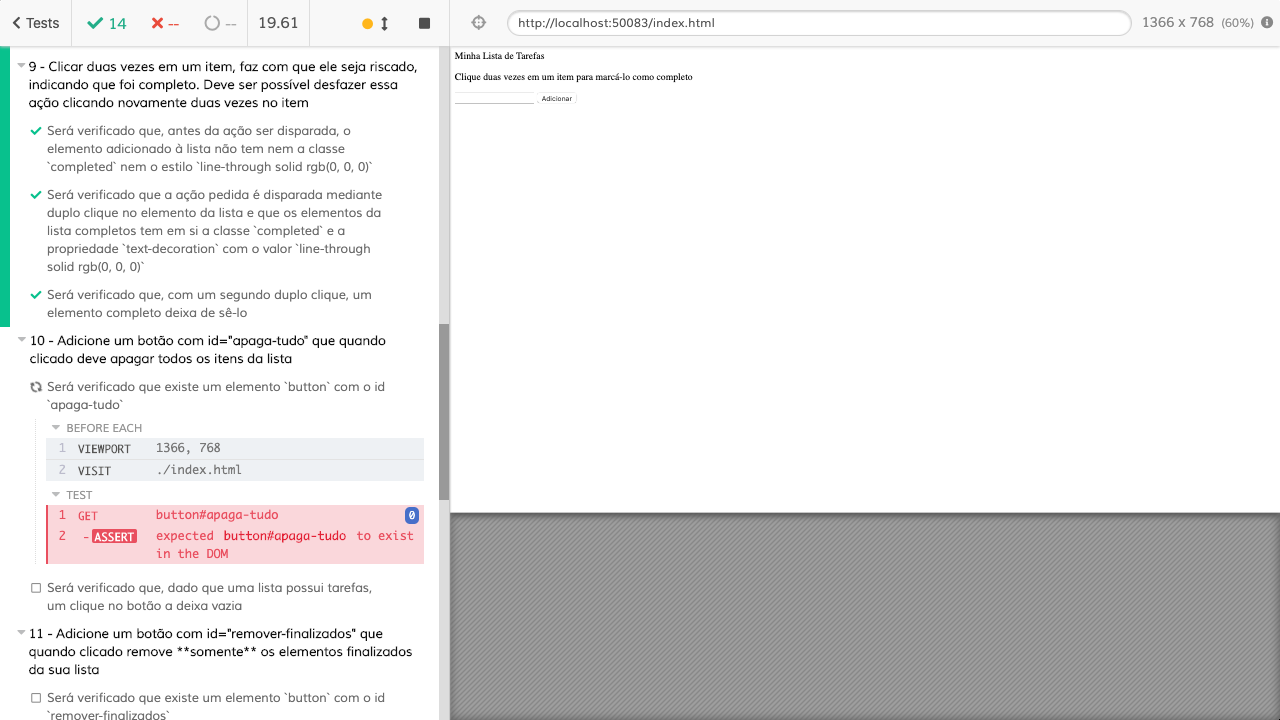 Tests
14
--
--
19.61
http://localhost:50083/index.html
1366 x 768 (60%)
9 - Clicar duas vezes em um item, faz com que ele seja riscado,
indicando que foi completo. Deve ser possível desfazer essa
ação clicando novamente duas vezes no item
Será verificado que, antes da ação ser disparada, o
elemento adicionado à lista não tem nem a classe
`completed` nem o estilo `line-through solid rgb(0, 0, 0)`
Será verificado que a ação pedida é disparada mediante
duplo clique no elemento da lista e que os elementos da
lista completos tem em si a classe `completed` e a
propriedade `text-decoration` com o valor `line-through
solid rgb(0, 0, 0)`
Será verificado que, com um segundo duplo clique, um
elemento completo deixa de sê-lo
10 - Adicione um botão com id="apaga-tudo" que quando
clicado deve apagar todos os itens da lista
Será verificado que existe um elemento `button` com o id
`apaga-tudo`
BEFORE EACH
1 VIEWPORT 1366, 768
2 VISIT ./index.html
TEST
1 GET button#apaga-tudo 0
2 -ASSERT expected button#apaga-tudo to exist
in the DOM
Será verificado que, dado que uma lista possui tarefas,
um clique no botão a deixa vazia
11 - Adicione um botão com id="remover-finalizados" que
quando clicado remove **somente** os elementos finalizados
da sua lista
Será verificado que existe um elemento `button` com o id
`remover-finalizados`
Minha Lista de Tarefas
Clique duas vezes em um item para marcá-lo como completo
Adicionar